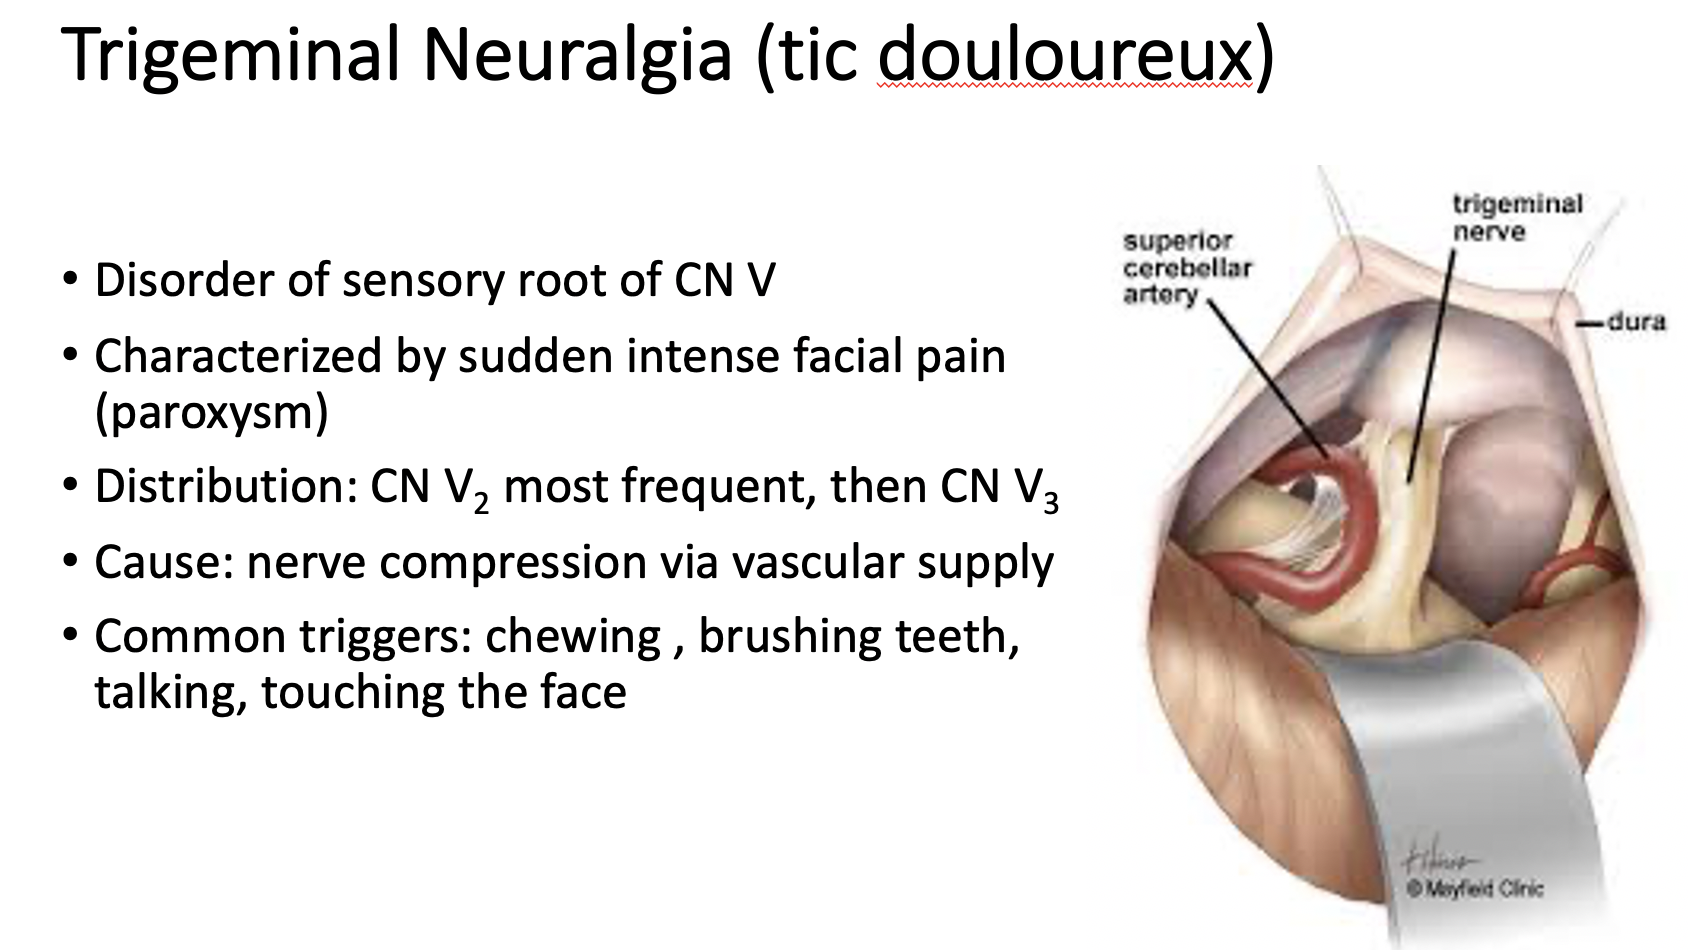 Trigeminal Neuralgia (tic douloureux)
• Disorder of sensory root of CN V
• Characterized by sudden intense facial pain
(paroxysm)
• Distribution: CN V₂ most frequent, then CN V₃
• Cause: nerve compression via vascular supply
• Common triggers: chewing , brushing teeth,
talking, touching the face
superior
cerebellar
artery
trigeminal
nerve
dura
© Mayfield Clinic